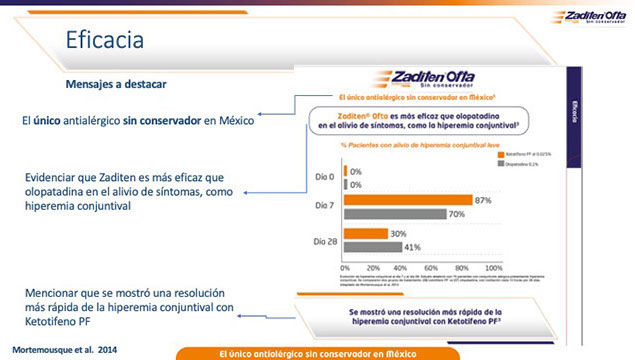 Zaditen Ofta
Sin conservador
Eficacia
Mensajes a destacar
El único antialérgico sin conservador en México
Evidenciar que Zaditen es más eficaz que
olopatadina en el alivio de síntomas, como
hiperemia conjuntival
Mencionar que se mostró una resolución
más rápida de la hiperemia conjuntival con
Ketotifeno PF
Mortemousque et al. 2014
Zaditen Ofta
Sin conservador
El único antialérgico sin conservador en México
Eficacia
Zaditen® Ofta es más eficaz que olopatadina
en el alivio de síntomas, como la hiperemia conjuntival³
% Pacientes con alivio de hiperemia conjuntival leve
Ketotifeno PF al 0.025%
Olopatadina 0.1%
Día 0
0%
0%
Día 7
87%
70%
Día 28
30%
41%
0% 20% 40% 60% 80% 100%
Se mostró una resolución más rápida de la
hiperemia conjuntival con Ketotifeno PF³
El único antialérgico sin conservador en México